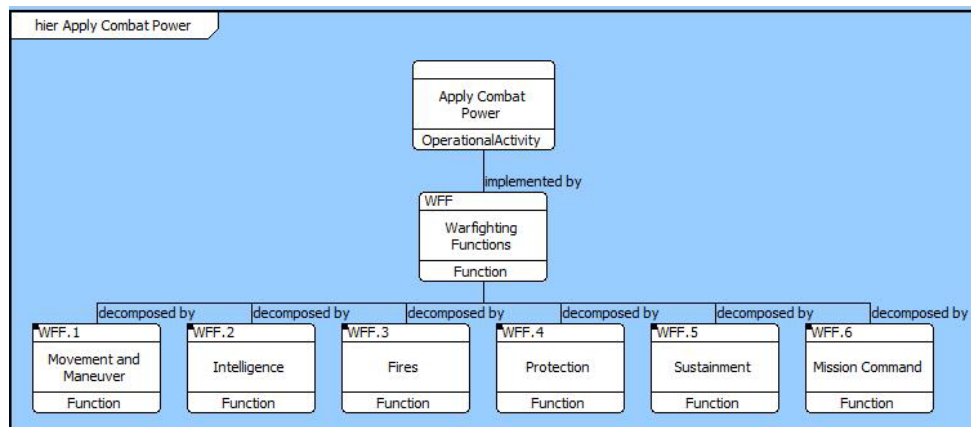 hier Apply Combat Power
Apply Combat
Power
OperationalActivity
implemented by
WFF
Warfighting
Functions
Function
decomposed by
decomposed by
decomposed by
decomposed by
decomposed by
decomposed by
WFF.1
WFF.2
WFF.3
WFF.4
WFF.5
WFF.6
Movement and
Maneuver
Intelligence
Fires
Protection
Sustainment
Mission Command
Function
Function
Function
Function
Function
Function